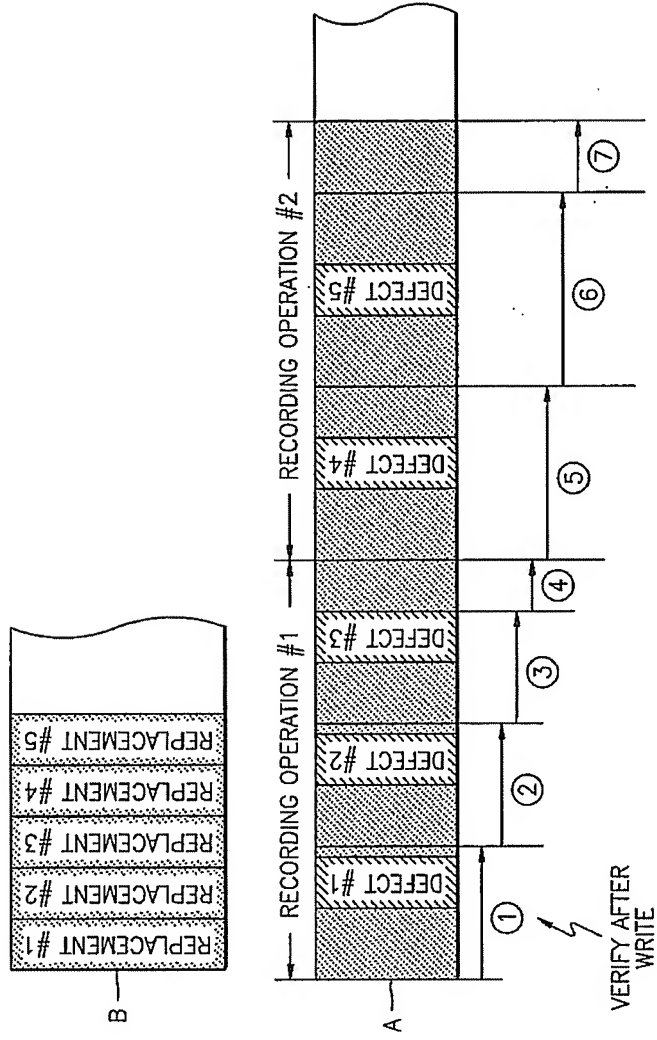 REPLACEMENT #1
REPLACEMENT #2
REPLACEMENT #3
REPLACEMENT #4
REPLACEMENT #5
B
RECORDING OPERATION #1
RECORDING OPERATION #2
DEFECT #1
DEFECT #2
DEFECT #3
DEFECT #4
DEFECT #5
A
①
②
③
④
⑤
⑥
⑦
VERIFY AFTER
WRITE